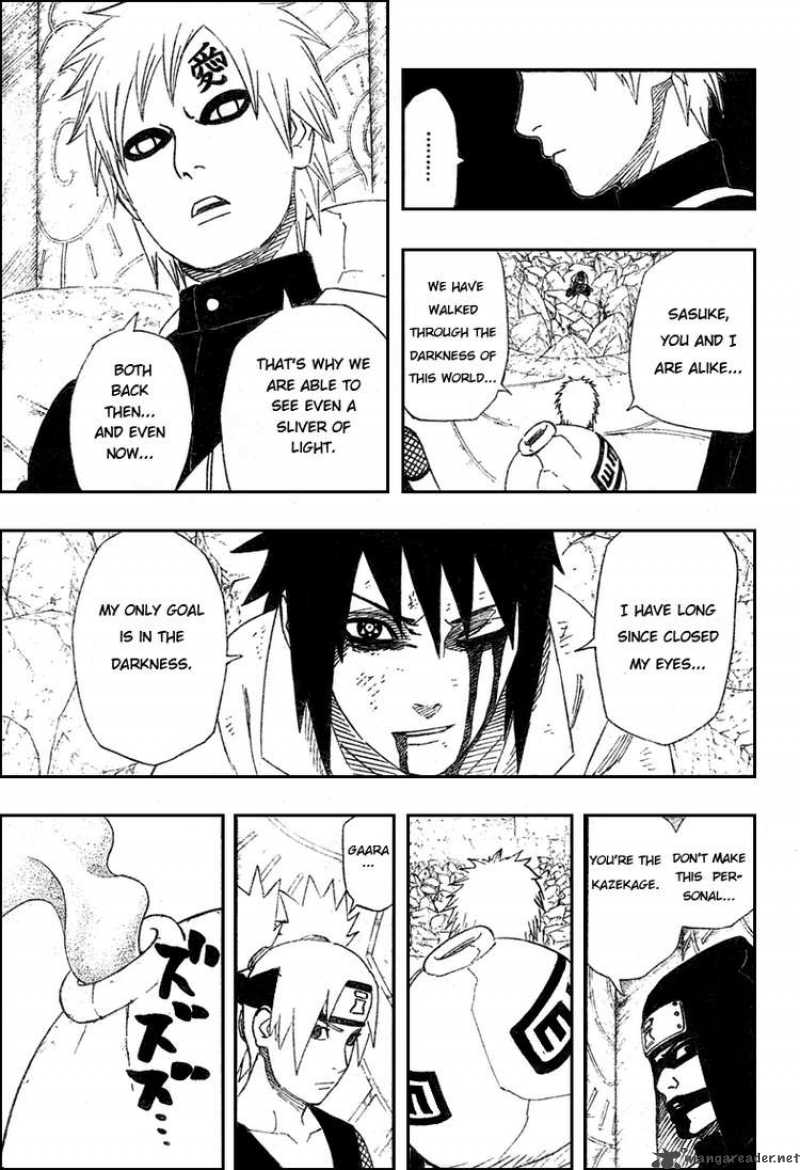 ………
SASUKE,
YOU AND I
ARE ALIKE...
WE HAVE
WALKED
THROUGH THE
DARKNESS OF
THIS WORLD...
愛
THAT'S WHY WE
ARE ABLE TO
SEE EVEN A
SLIVER OF
LIGHT.
BOTH
BACK
THEN...
AND EVEN
NOW...
I HAVE LONG
SINCE CLOSED
MY EYES...
MY ONLY GOAL
IS IN THE
DARKNESS.
DON'T MAKE
THIS PER-
SONAL...
YOU'RE THE
KAZEKAGE.
GAARA
...
ズズズ…
mangareader.net